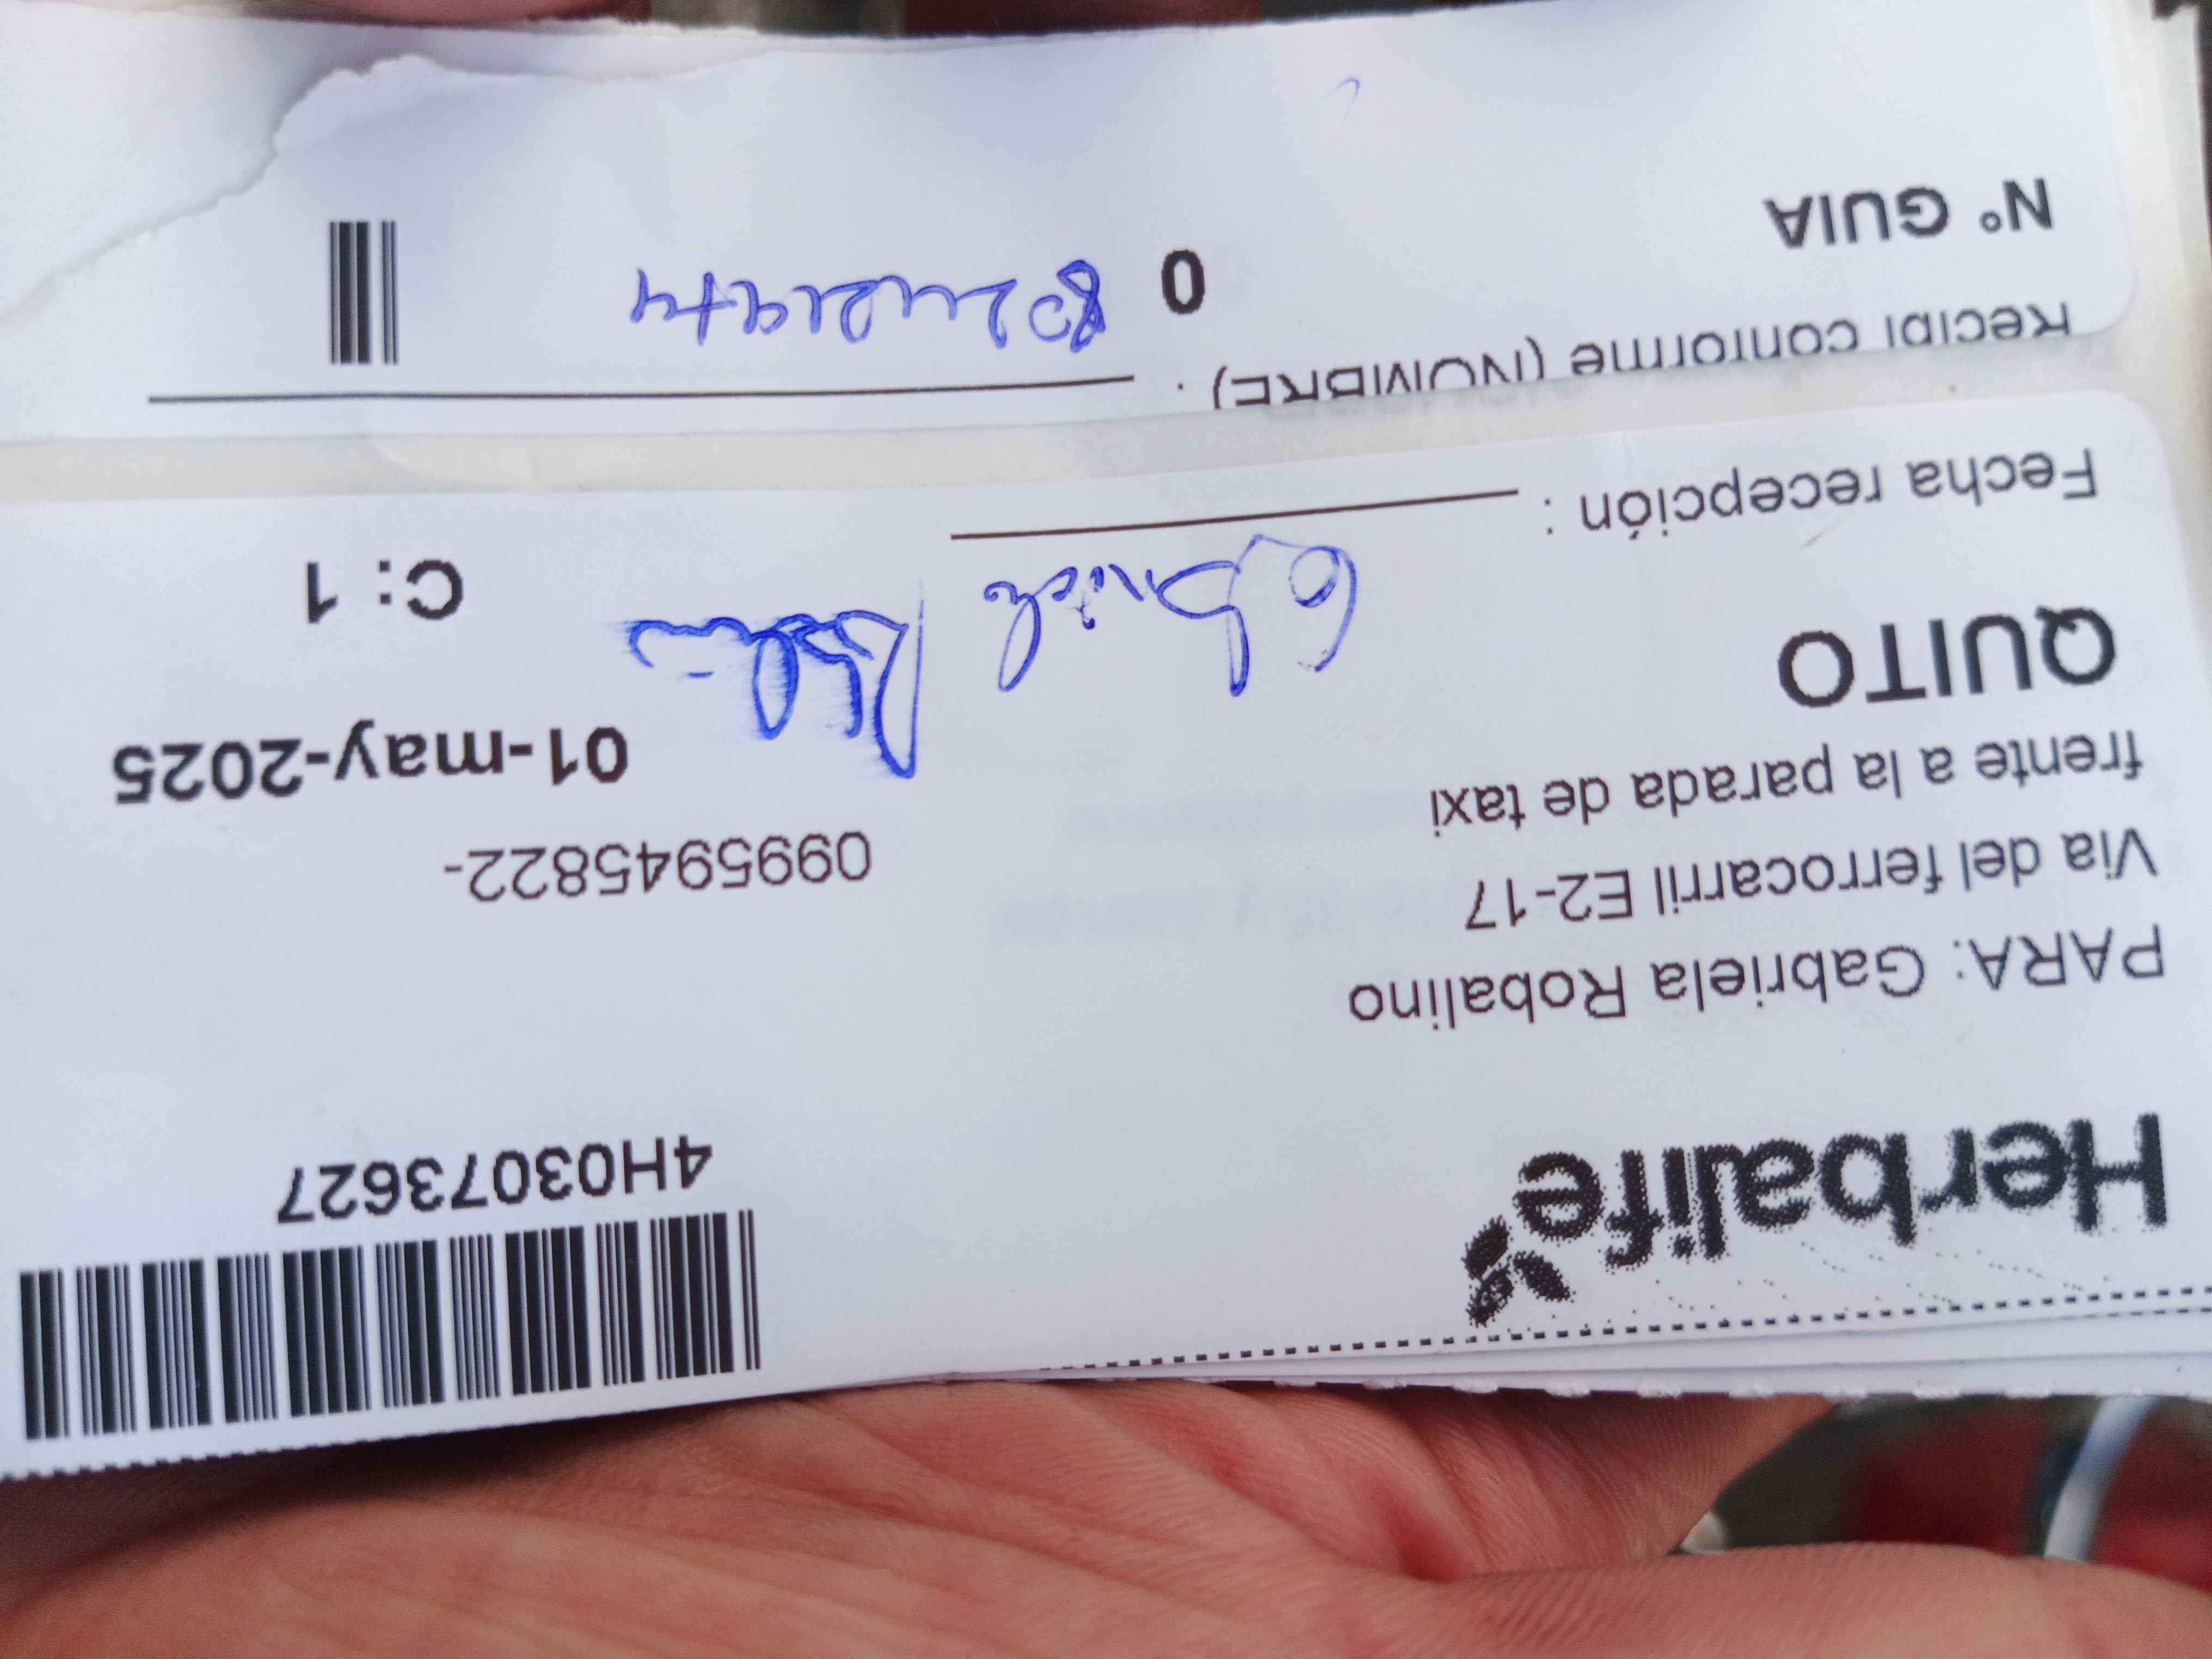 Herbalife
4H03073627
PARA: Gabriela Robalino
Via del ferrocarril E2-17
0995945822-
frente a la parada de taxi
01-may-2025
QUITO
C: 1
Fecha recepción :
Recibi conforme (NOMBRE) :
0
N° GUIA